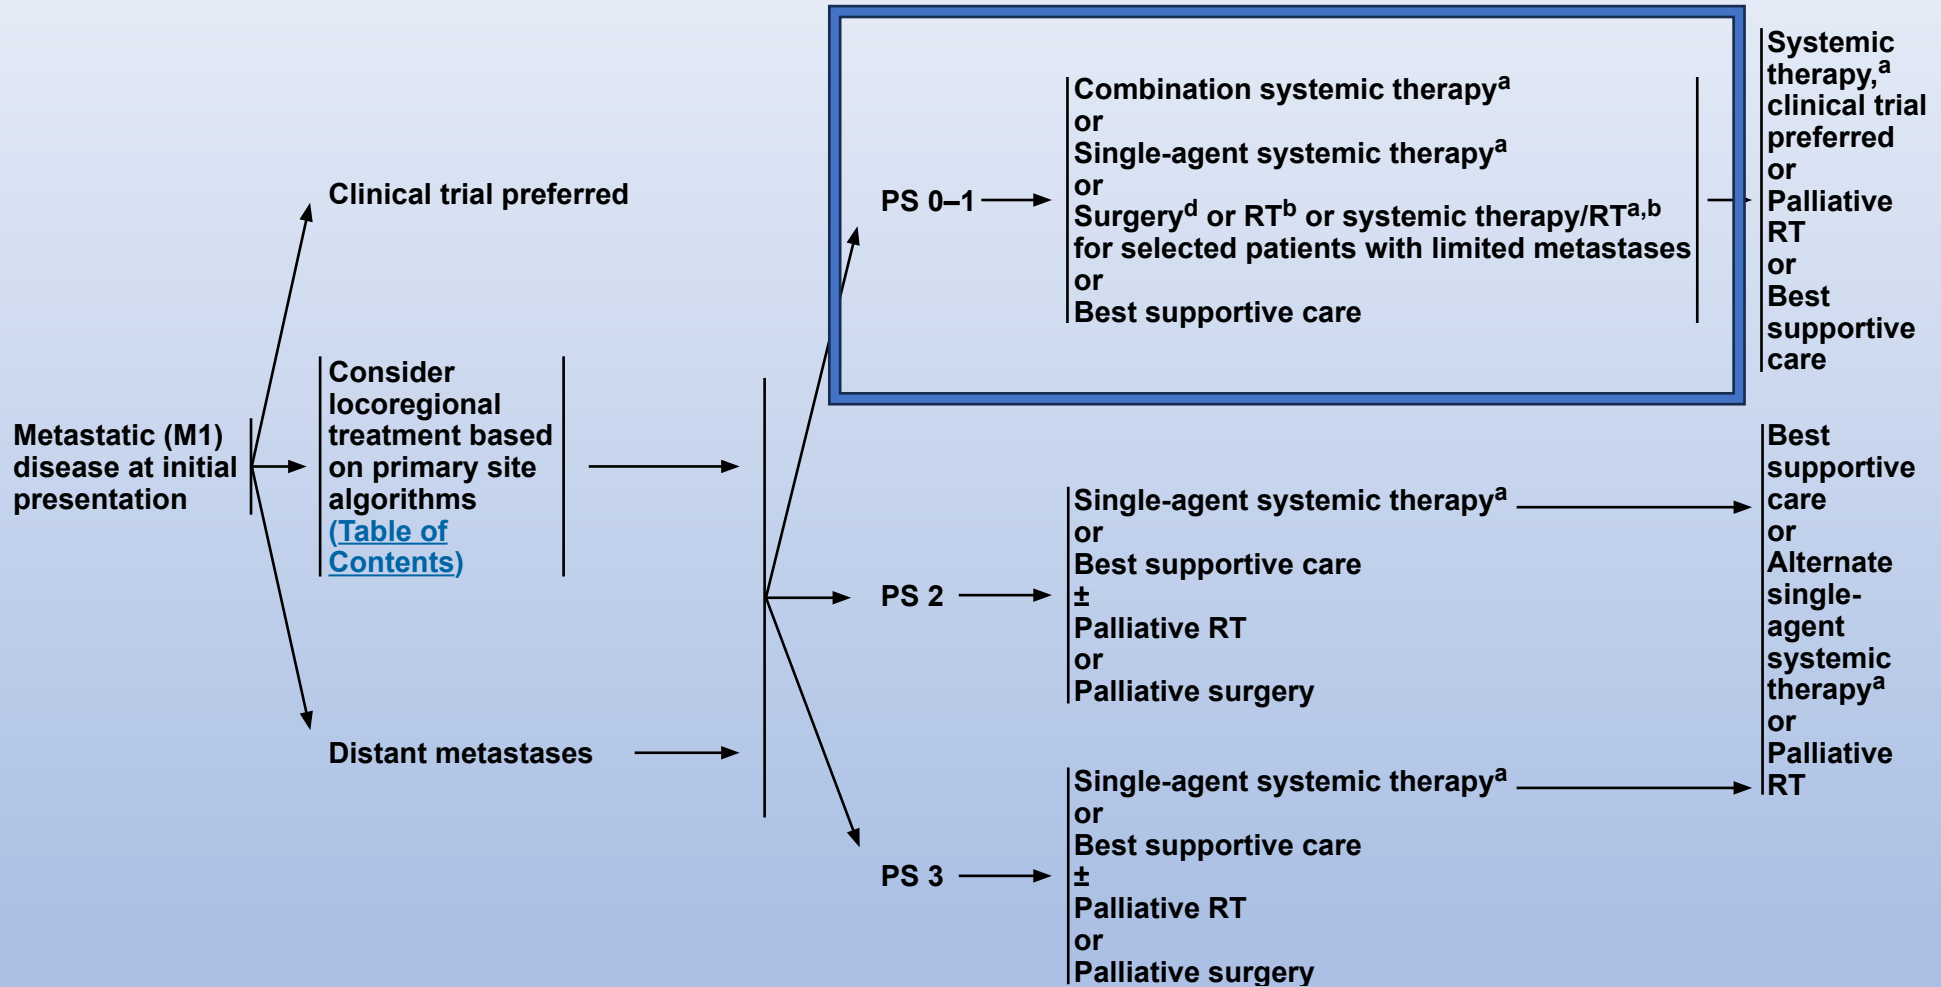 Metastatic (M1)
disease at initial
presentation
Clinical trial preferred
Consider
locoregional
treatment based
on primary site
algorithms
(Table of
Contents)
Distant metastases
PS 0–1
Combination systemic therapyᵃ
or
Single-agent systemic therapyᵃ
or
Surgeryᵈ or RTᵇ or systemic therapy/RTᵃ,ᵇ
for selected patients with limited metastases
or
Best supportive care
Systemic
therapy,ᵃ
clinical trial
preferred
or
Palliative
RT
or
Best
supportive
care
PS 2
Single-agent systemic therapyᵃ
or
Best supportive care
±
Palliative RT
or
Palliative surgery
PS 3
Single-agent systemic therapyᵃ
or
Best supportive care
±
Palliative RT
or
Palliative surgery
Best
supportive
care
or
Alternate
single-
agent
systemic
therapyᵃ
or
Palliative
RT